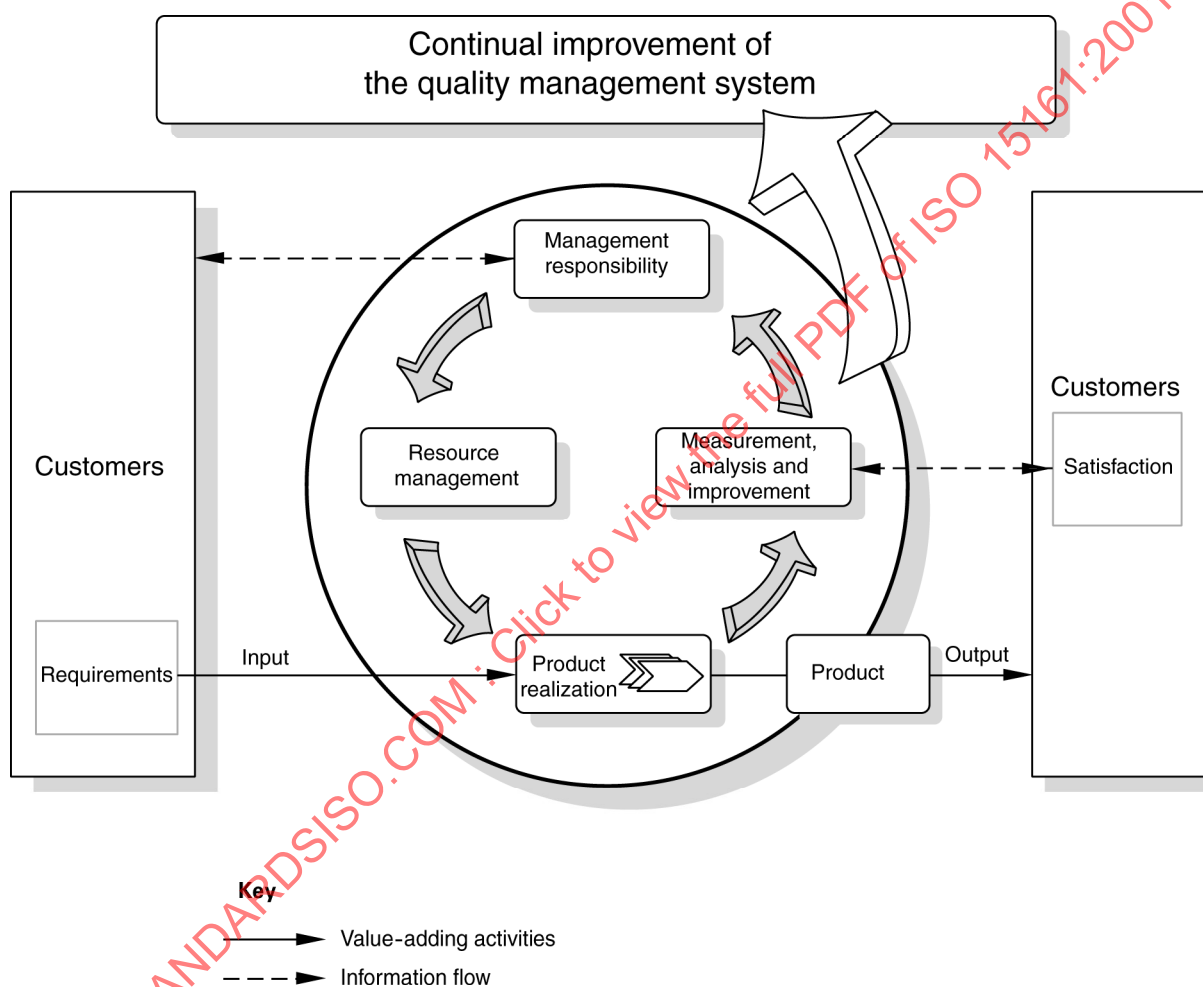 Continual improvement of
the quality management system
Management
responsibility
Customers
Resource
management
Measurement,
analysis and
improvement
Customers
Satisfaction
Requirements
Input
Product
realization
Product
Output
Key
Value-adding activities
Information flow
ANDARDSISO.COM : Click to view the full PDF of ISO 15161:2001